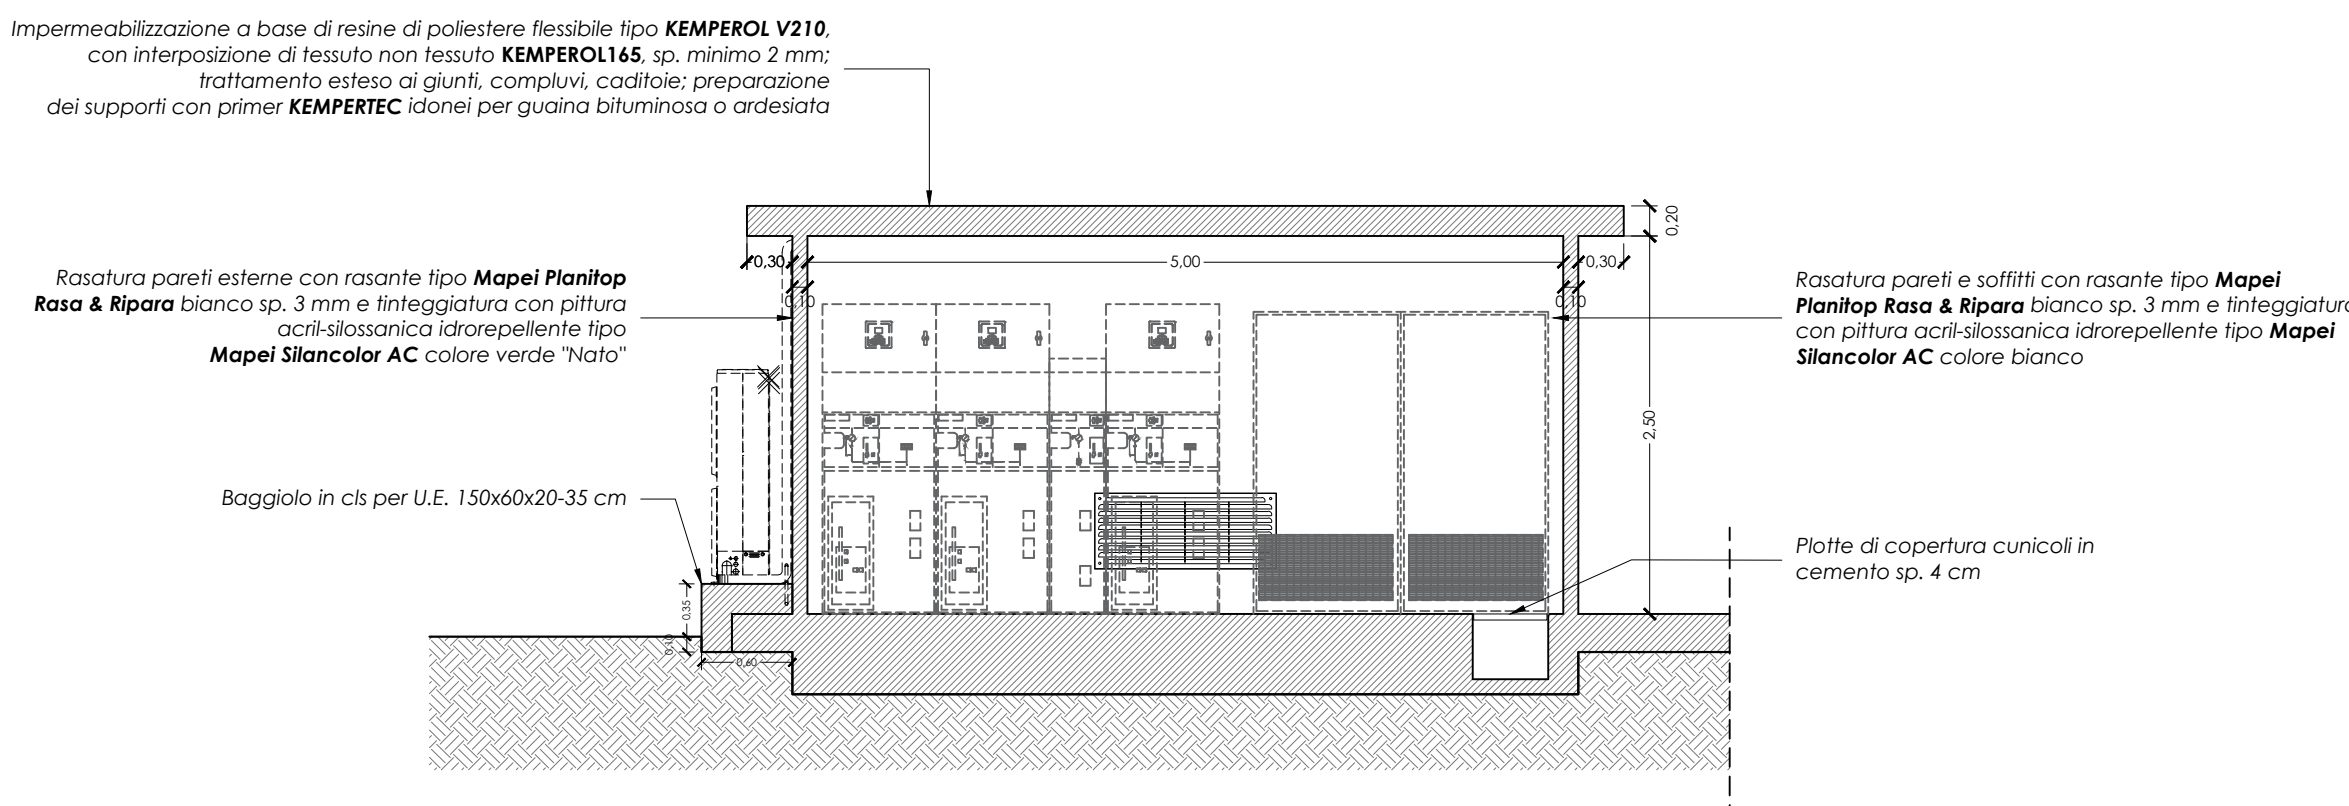 Impermeabilizzazione a base di resine di poliestere flessibile tipo KEMPEROL V210,
con interposizione di tessuto non tessuto KEMPEROL165, sp. minimo 2 mm;
trattamento esteso ai giunti, compluvi, caditoie; preparazione
dei supporti con primer KEMPERTEC idonei per guaina bituminosa o ardesiata
0,20
0,30
5,00
0,30
0,10
0,10
Rasatura pareti esterne con rasante tipo Mapei Planitop
Rasa & Ripara bianco sp. 3 mm e tinteggiatura con pittura
acril-silossanica idrorepellente tipo
Mapei Silancolor AC colore verde "Nato"
Rasatura pareti e soffitti con rasante tipo Mapei
Planitop Rasa & Ripara bianco sp. 3 mm e tinteggiatura
con pittura acril-silossanica idrorepellente tipo Mapei
Silancolor AC colore bianco
2,50
Baggiolo in cls per U.E. 150x60x20-35 cm
Plotte di copertura cunicoli in
cemento sp. 4 cm
0,35
0,10
0,60